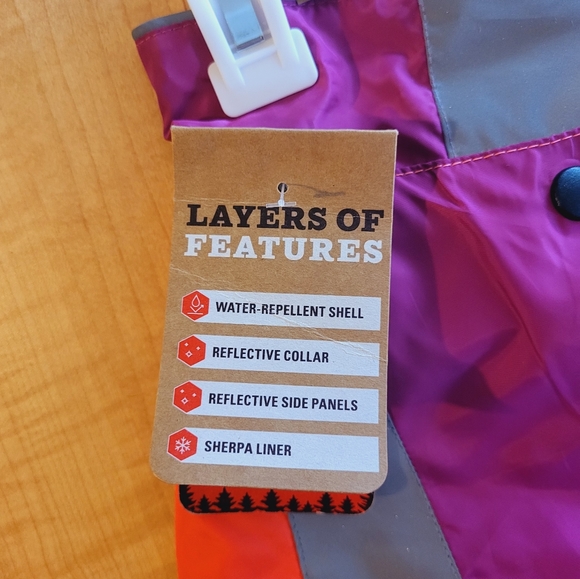 LAYERS OF
FEATURES
WATER-REPELLENT SHELL
REFLECTIVE COLLAR
REFLECTIVE SIDE PANELS
SHERPA LINER